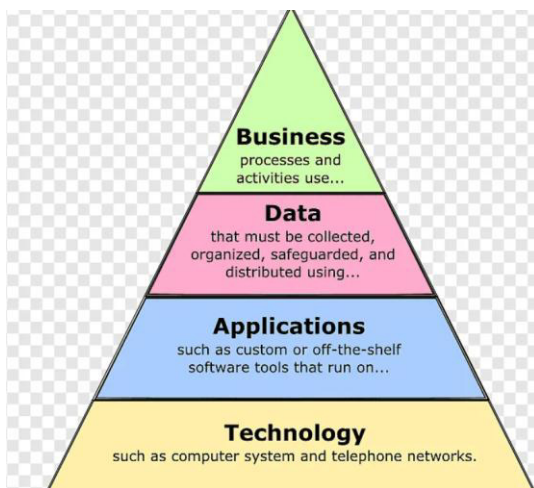 Business
processes and
activities use...
Data
that must be collected,
organized, safeguarded, and
distributed using...
Applications
such as custom or off-the-shelf
software tools that run on...
Technology
such as computer system and telephone networks.